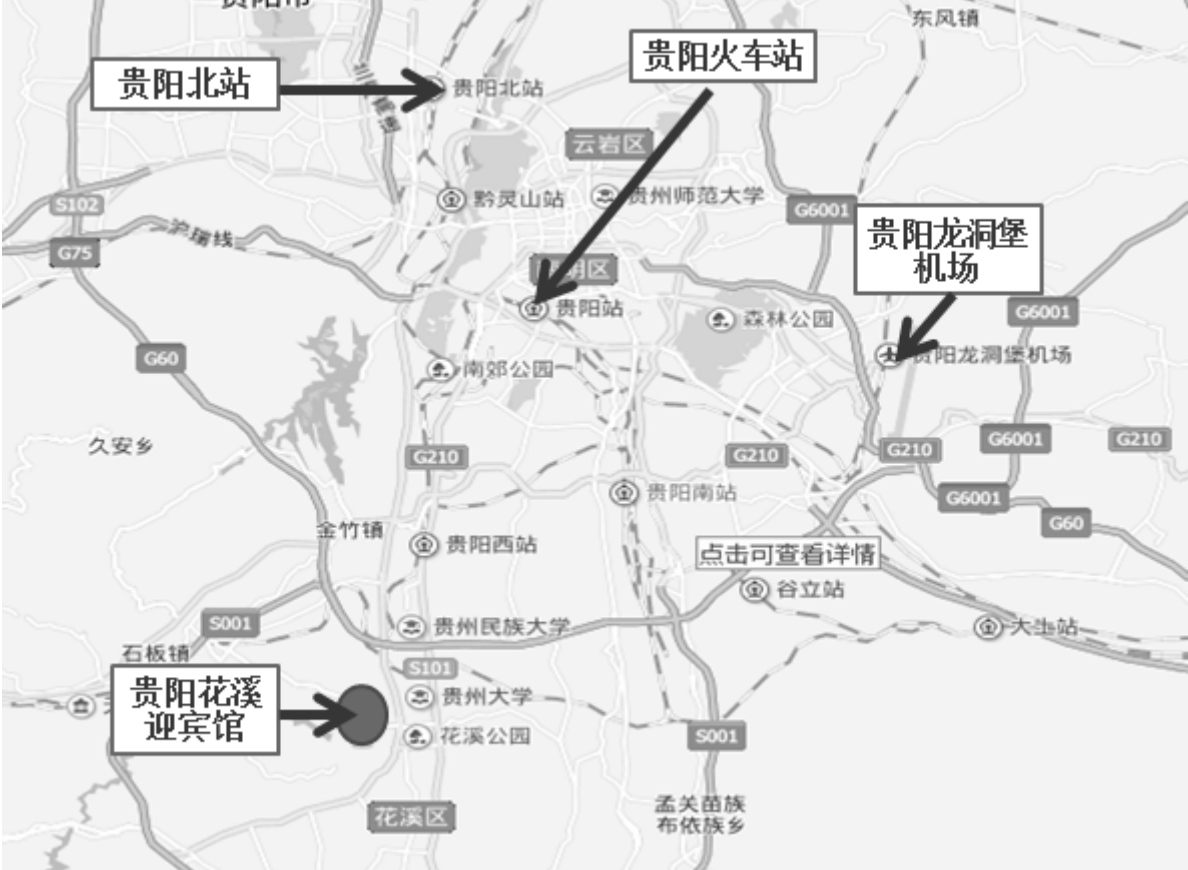 贵阳市
东风镇
贵阳火车站
贵阳北站
贵阳北站
云岩区
黔灵山站
贵州师范大学
S102
G6001
沪瑞线
贵阳龙洞堡
机场
G75
明区
贵阳站
森林公园
G6001
G60
贵阳龙洞堡机场
南郊公园
久安乡
G210
G210
G210
G6001
G210
贵阳南站
G6001
G60
金竹镇
贵阳西站
点击可查看详情
谷立站
S001
贵州民族大学
大土站
石板镇
S101
贵阳花溪
迎宾馆
贵州大学
花溪公园
S001
孟关苗族
布依族乡
花溪区